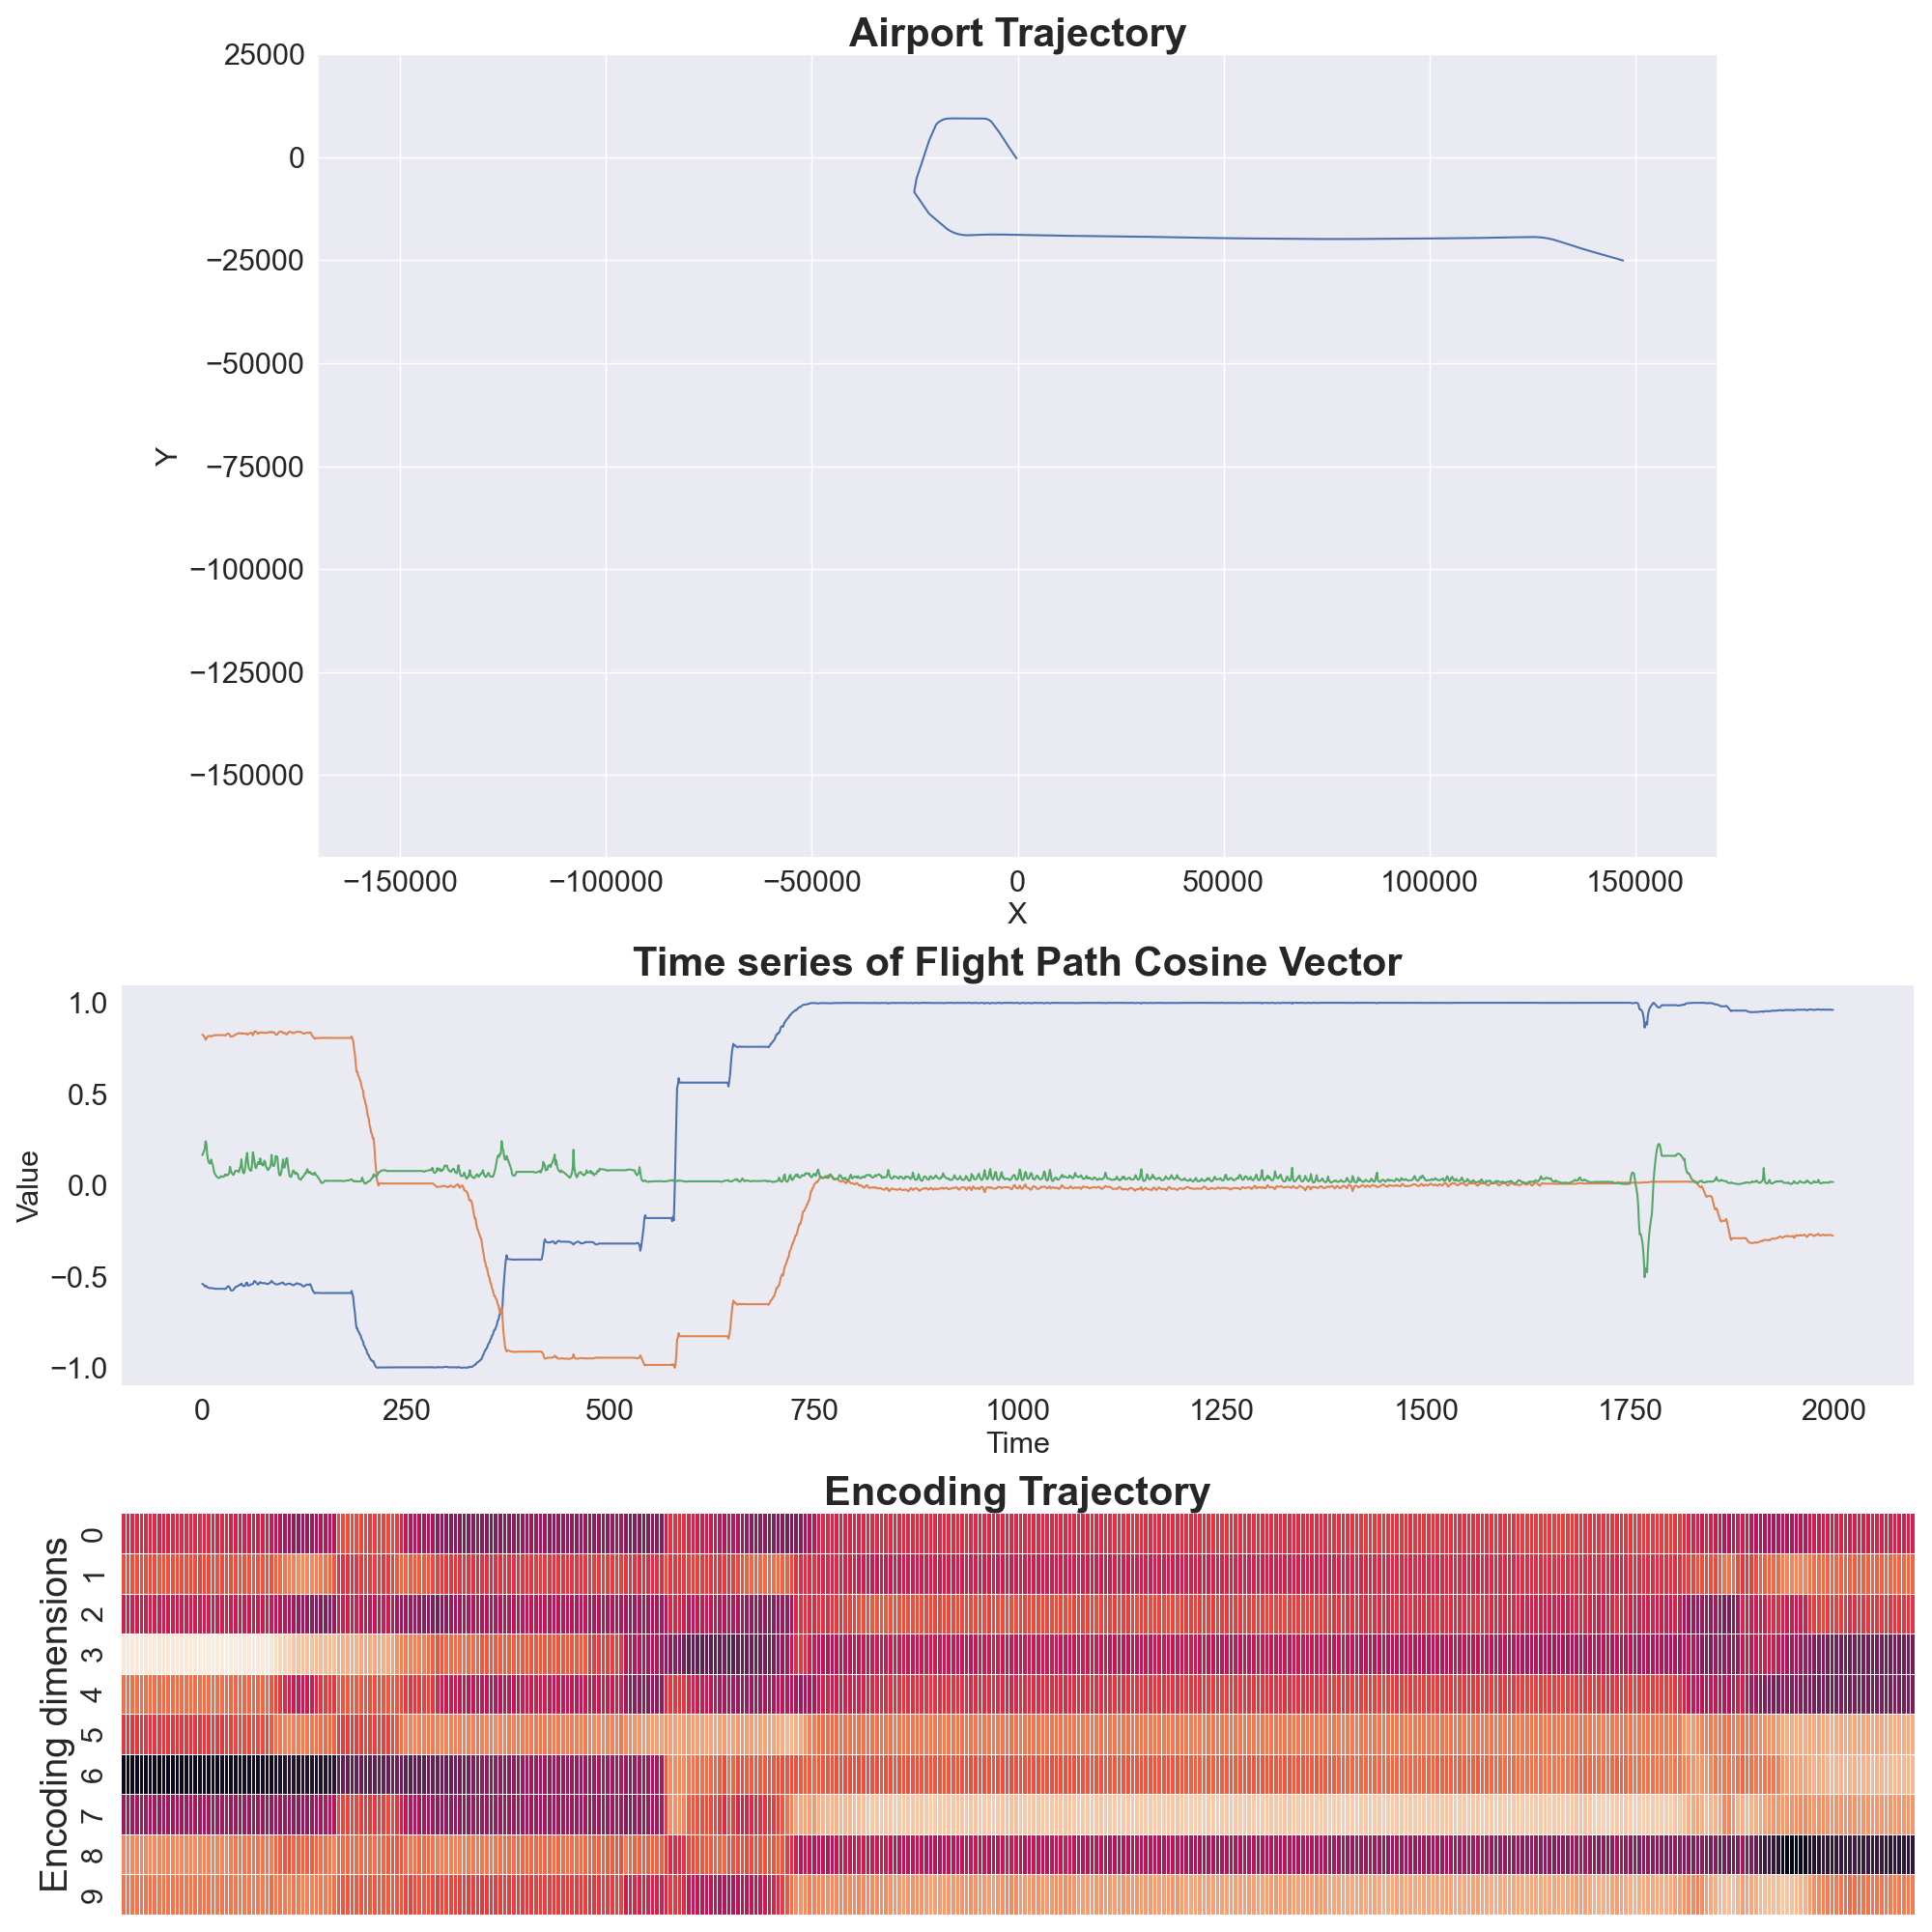 Airport Trajectory
25000
0
−25000
−50000
−75000
−100000
−125000
−150000
Y
−150000 −100000 −50000 0 50000 100000 150000
X
Time series of Flight Path Cosine Vector
1.0
0.5
0.0
−0.5
−1.0
Value
0 250 500 750 1000 1250 1500 1750 2000
Time
Encoding Trajectory
Encoding dimensions
0
1
2
3
4
5
6
7
8
9